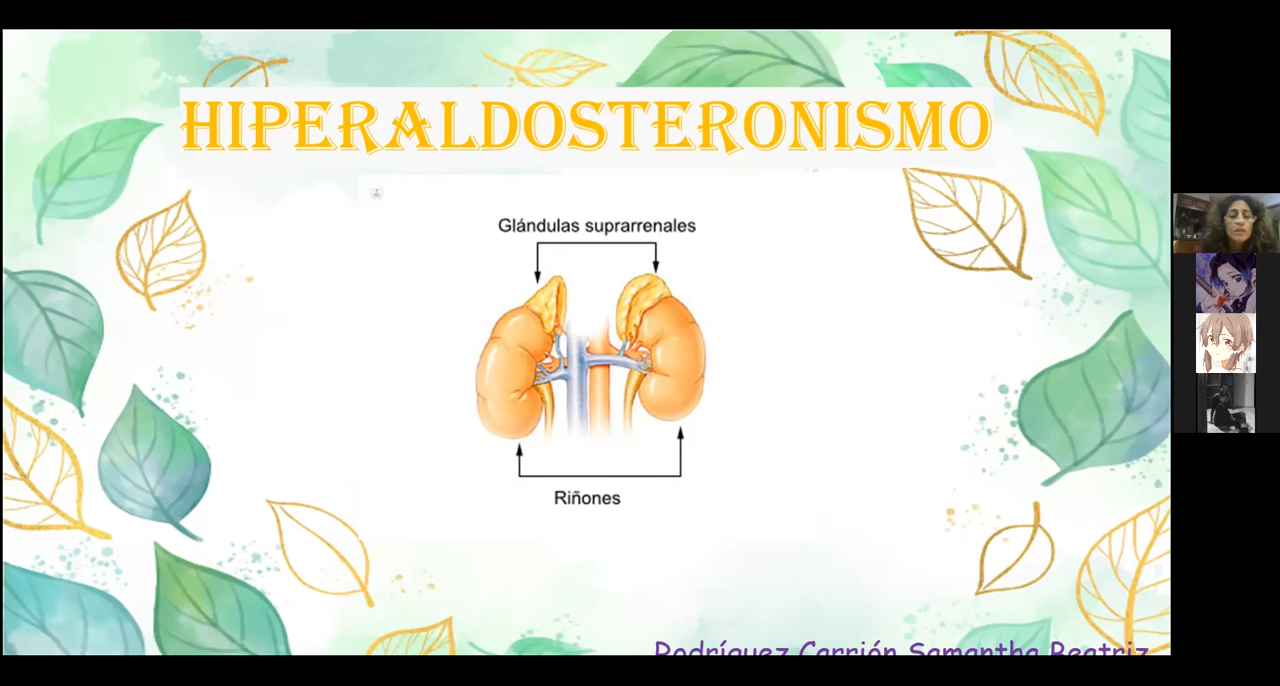 HIPERALDOSTERONISMO
Glándulas suprarrenales
Riñones
Rodríguez Carrión Samantha Beatriz